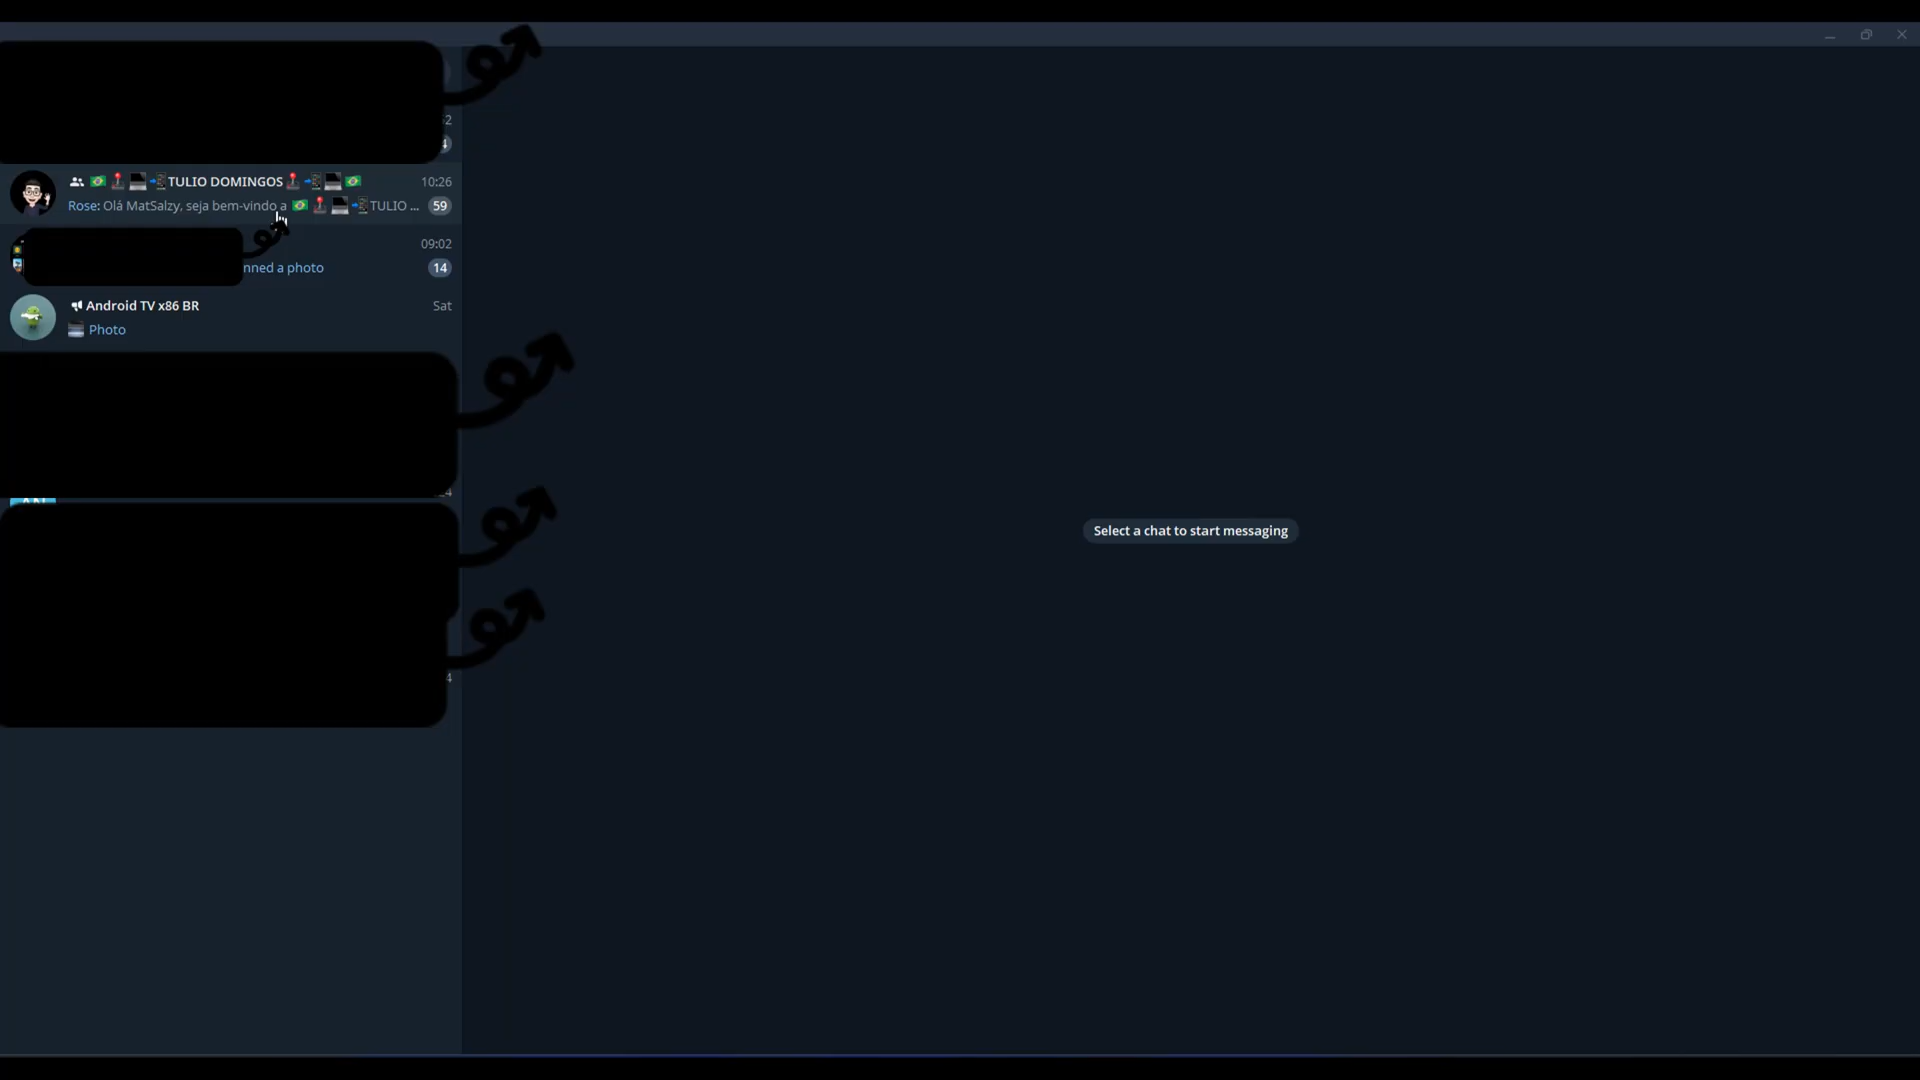 TULIO DOMINGOS 10:26
Rose: Olá MatSalzy, seja bem-vindo a TULIO ... 59
09:02
nned a photo 14
Android TV x86 BR Sat
Photo
Select a chat to start messaging